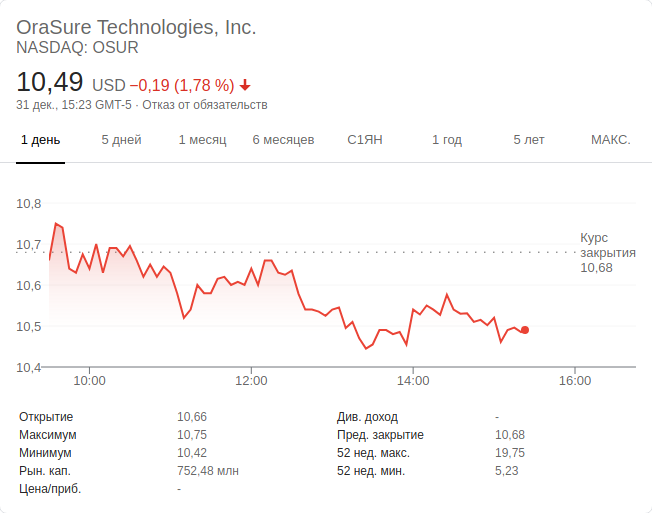 OraSure Technologies, Inc.
NASDAQ: OSUR
10,49 USD −0,19 (1,78 %)
31 дек., 15:23 GMT-5 · Отказ от обязательств
1 день 5 дней 1 месяц 6 месяцев С1ЯН 1 год 5 лет МАКС.
10,8
10,7
10,6
10,5
10,4
Курс
закрытия
10,68
10:00 12:00 14:00 16:00
Открытие 10,66
Максимум 10,75
Минимум 10,42
Рын. кап. 752,48 млн
Цена/приб. -
Див. доход -
Пред. закрытие 10,68
52 нед. макс. 19,75
52 нед. мин. 5,23